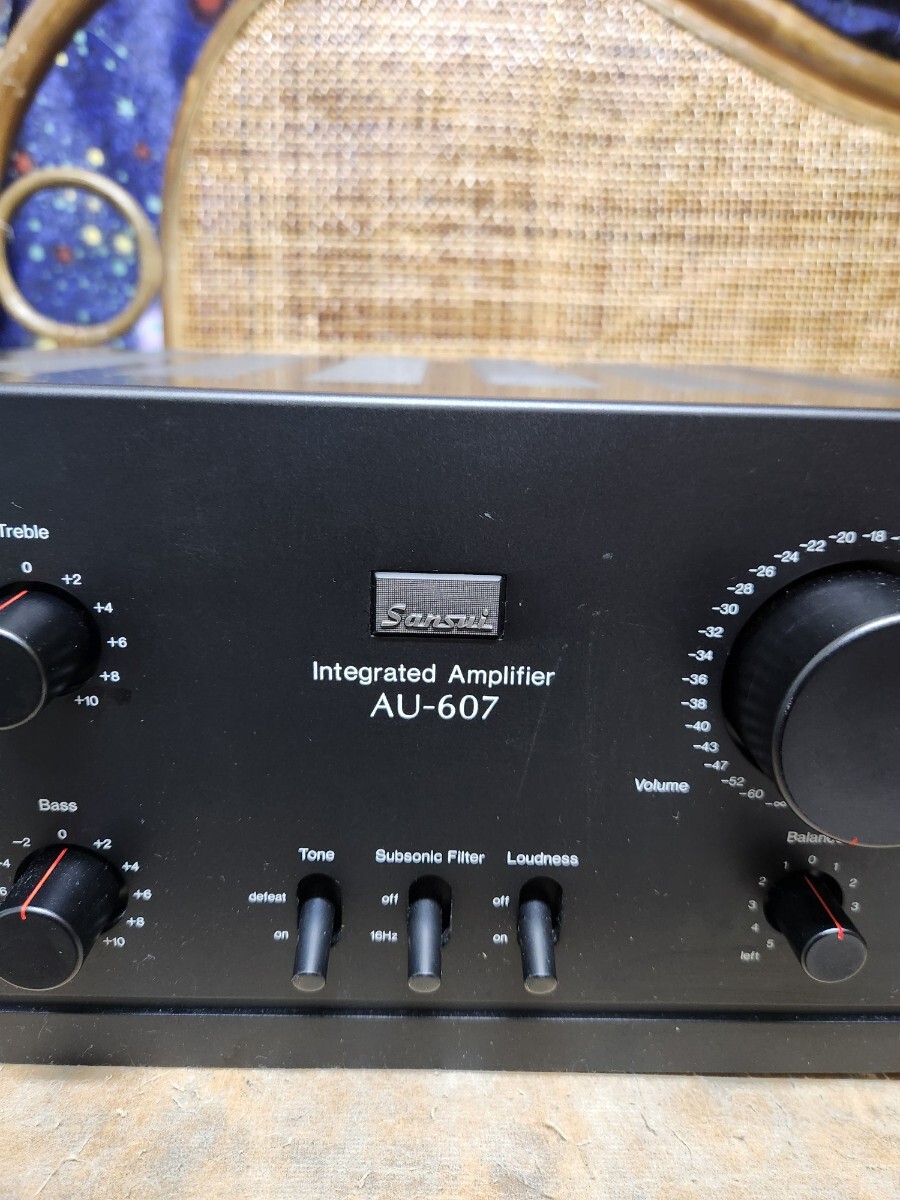 Treble
0
+2
+4
+6
+8
+10
Sansui
Integrated Amplifier
AU-607
-18
-20
-22
-24
-26
-28
-30
-32
-34
-36
-38
-40
-43
-47
-52
-60
-∞
Volume
Bass
-2
0
+2
+4
+6
+8
+10
Tone
defeat
on
Subsonic Filter
off
16Hz
Loudness
off
on
Balance
0
1
2
3
4
5
left
1
2
3